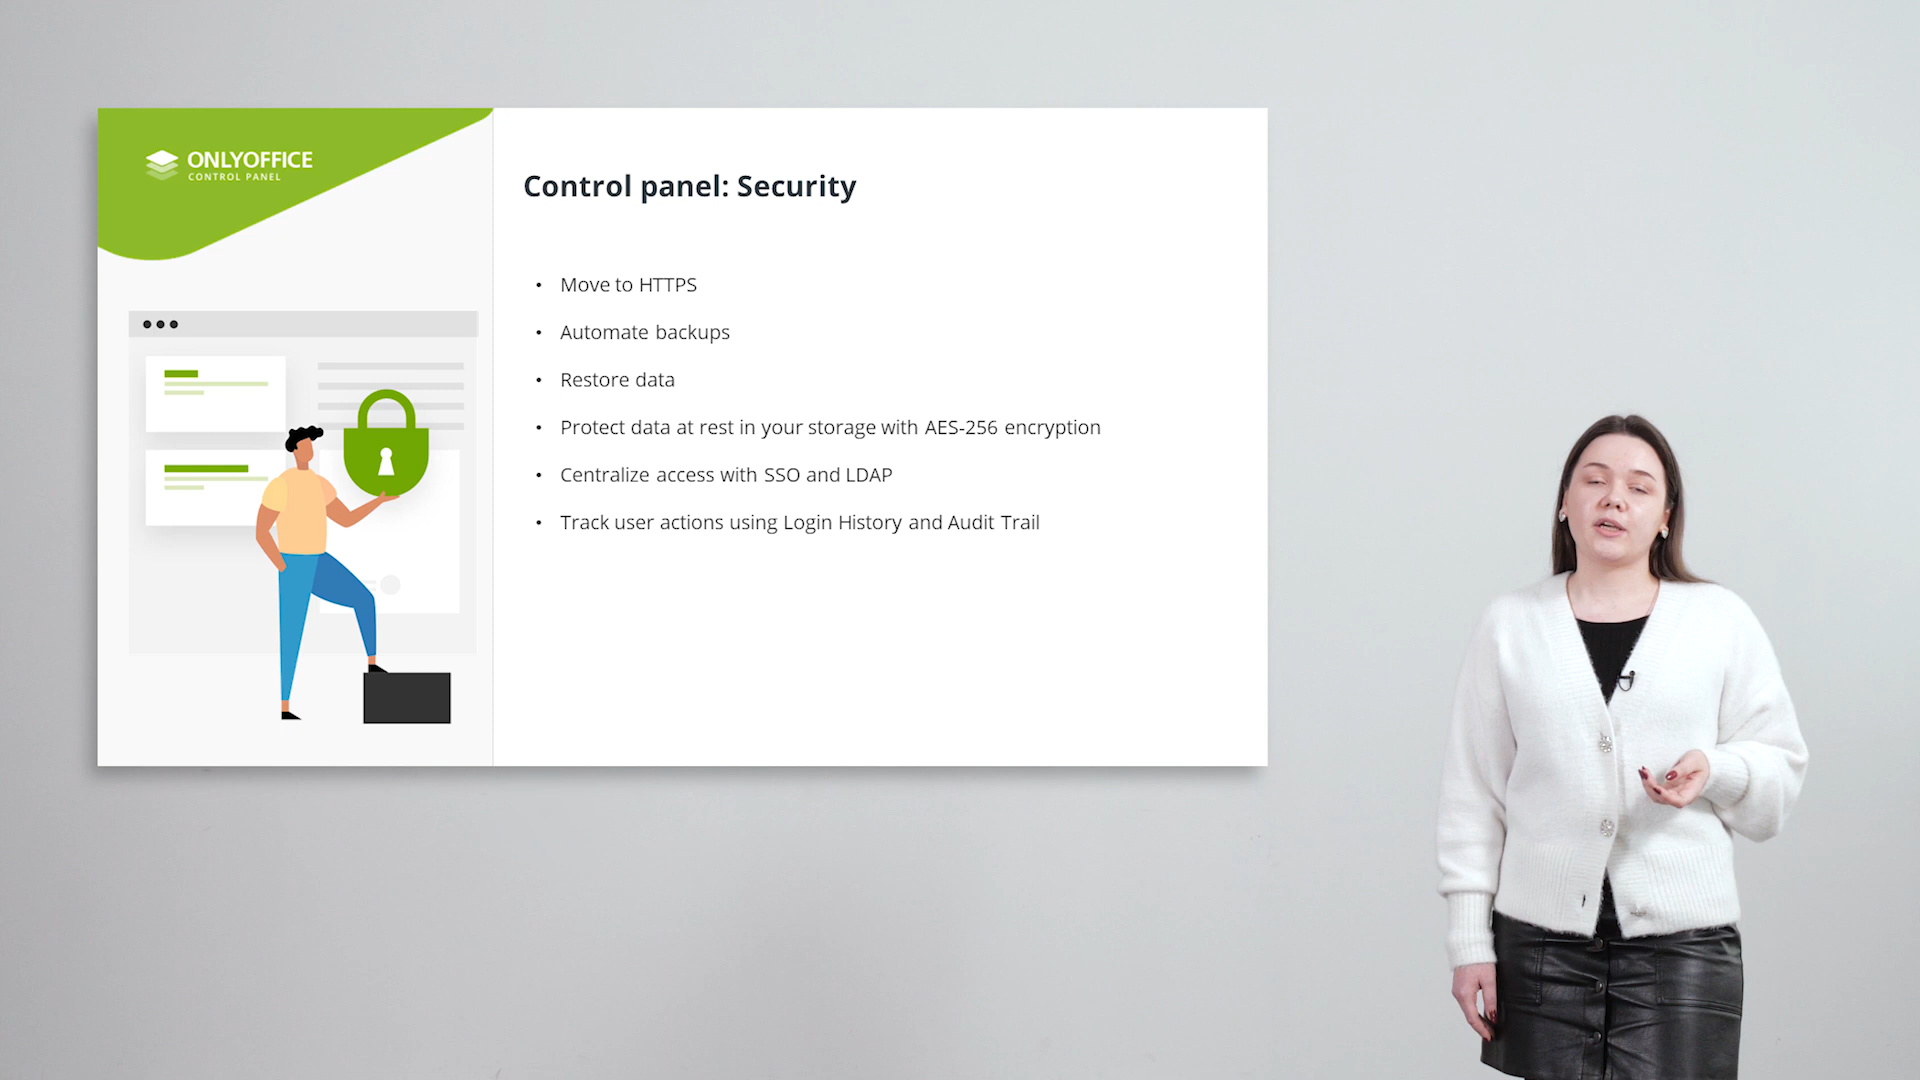 ONLYOFFICE
CONTROL PANEL
Control panel: Security
• Move to HTTPS
• Automate backups
• Restore data
• Protect data at rest in your storage with AES-256 encryption
• Centralize access with SSO and LDAP
• Track user actions using Login History and Audit Trail